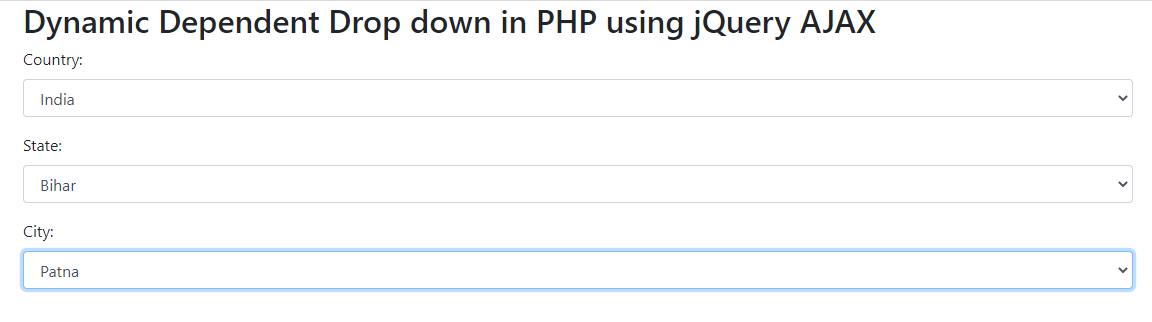 Dynamic Dependent Drop down in PHP using jQuery AJAX
Country:
India
State:
Bihar
City:
Patna